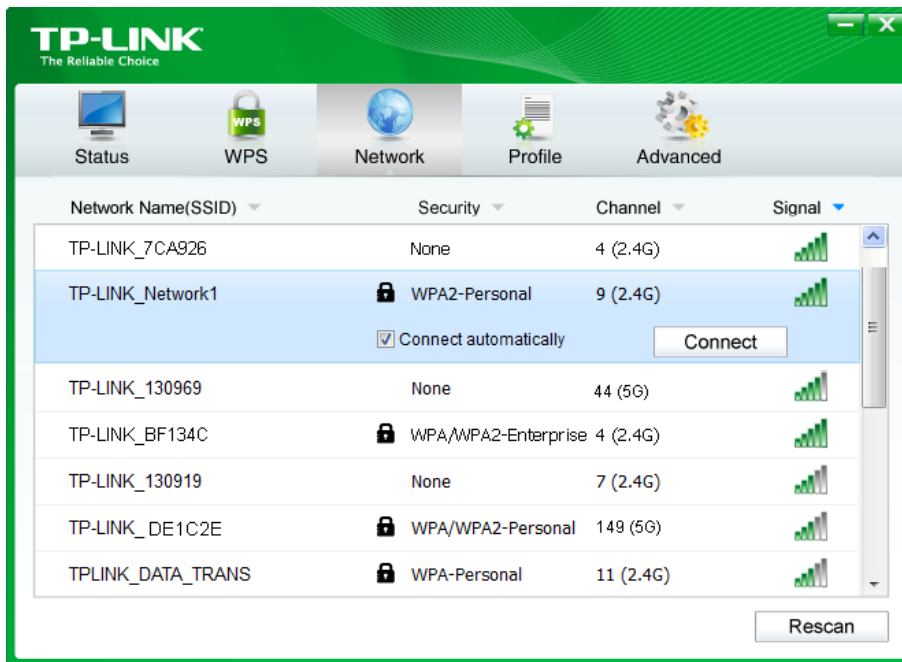 TP-LINK
The Reliable Choice
Status WPS WPS Network Profile Advanced
Network Name(SSID) Security Channel Signal
TP-LINK_7CA926 None 4 (2.4G)
TP-LINK_Network1 WPA2-Personal 9 (2.4G)
Connect automatically Connect
TP-LINK_130969 None 44 (5G)
TP-LINK_BF134C WPA/WPA2-Enterprise 4 (2.4G)
TP-LINK_130919 None 7 (2.4G)
TP-LINK_DE1C2E WPA/WPA2-Personal 149 (5G)
TPLINK_DATA_TRANS WPA-Personal 11 (2.4G)
Rescan